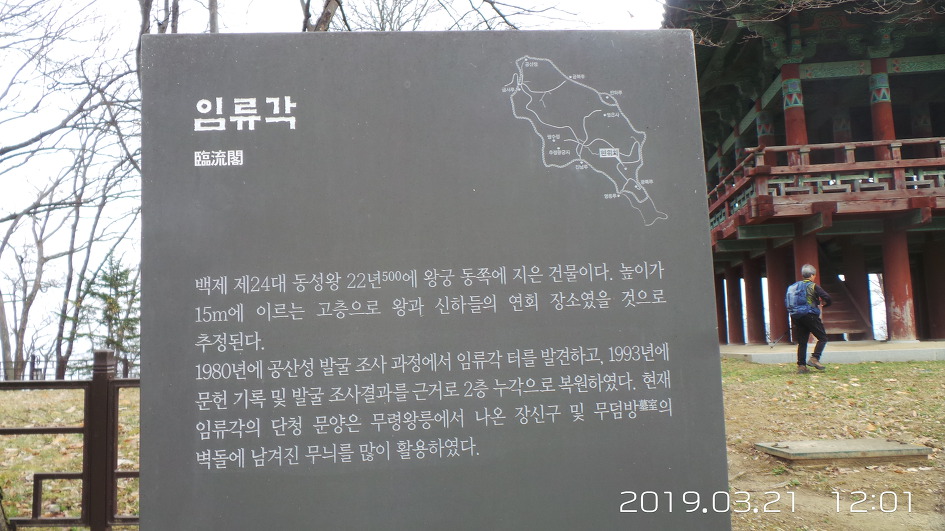 임류각
臨流閣
백제 제24대 동성왕 22년500에 왕궁 동쪽에 지은 건물이다. 높이가
15m에 이르는 고층으로 왕과 신하들의 연회 장소였을 것으로
추정된다.
1980년에 공산성 발굴 조사 과정에서 임류각 터를 발견하고, 1993년에
문헌 기록 및 발굴 조사결과를 근거로 2층 누각으로 복원하였다. 현재
임류각의 단청 문양은 무령왕릉에서 나온 장신구 및 무덤방墓室의
벽돌에 남겨진 무늬를 많이 활용하였다.
2019.03.21 12:01